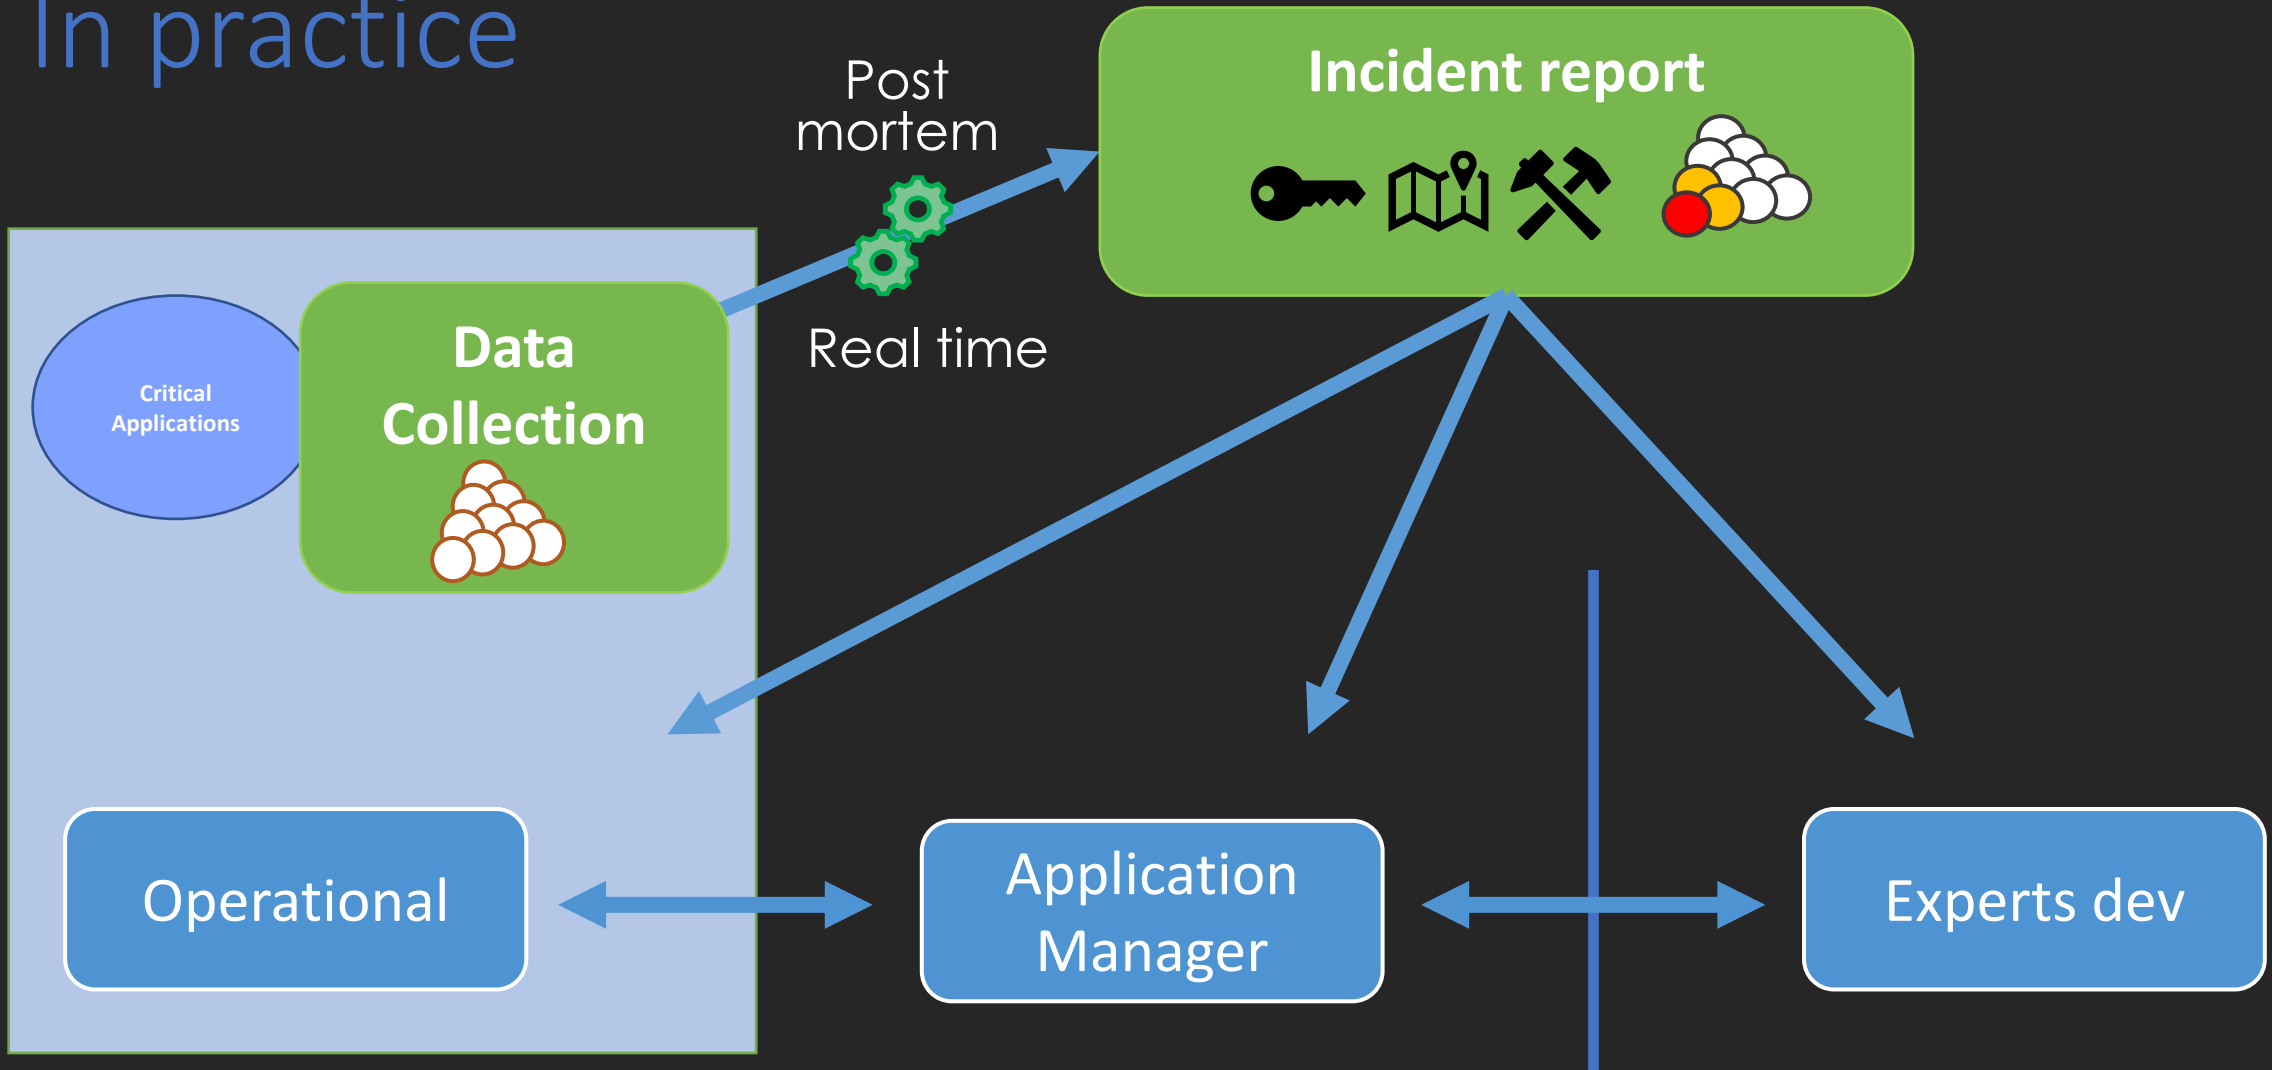 In practice
Post
mortem
Incident report
Real time
Data
Collection
Critical
Applications
Operational
Application
Manager
Experts dev